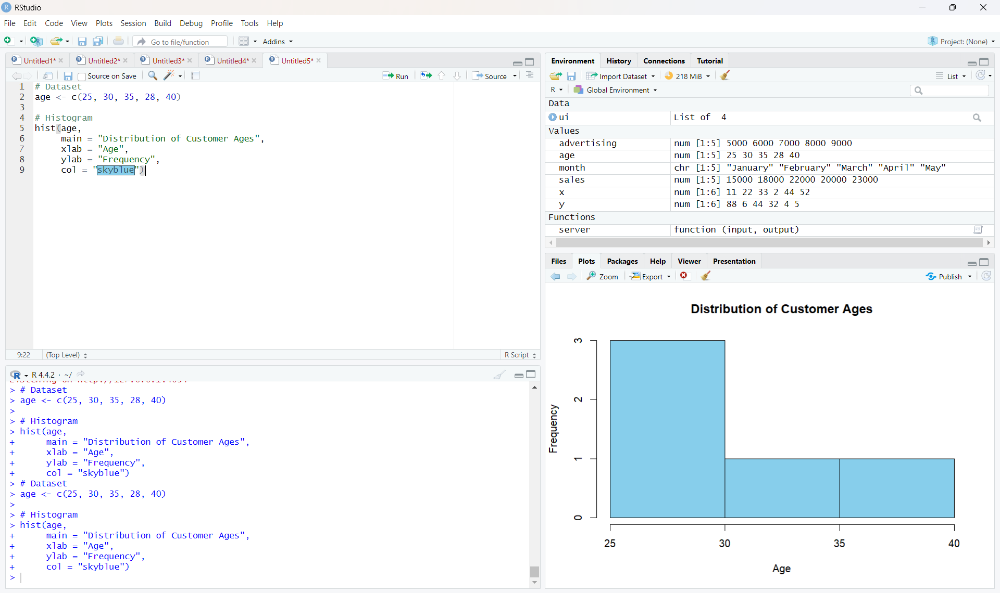 RStudio
File Edit Code View Plots Session Build Debug Profile Tools Help
Go to file/function Addins Project: (None)
Untitled1* Untitled2* Untitled3* Untitled4* Untitled5*
Source on Save Run Source
1 # Dataset
2 age <- c(25, 30, 35, 28, 40)
3
4 # Histogram
5 hist(age,
6 main = "Distribution of Customer Ages",
7 xlab = "Age",
8 ylab = "Frequency",
9 col = "skyblue")
9:22 (Top Level) R Script
R 4.4.2 · ~/
> # Dataset
> age <- c(25, 30, 35, 28, 40)
>
> # Histogram
> hist(age,
+ main = "Distribution of Customer Ages",
+ xlab = "Age",
+ ylab = "Frequency",
+ col = "skyblue")
> # Dataset
> age <- c(25, 30, 35, 28, 40)
>
> # Histogram
> hist(age,
+ main = "Distribution of Customer Ages",
+ xlab = "Age",
+ ylab = "Frequency",
+ col = "skyblue")
>
Environment History Connections Tutorial
Import Dataset 218 MiB List
R Global Environment
Data
ui List of 4
Values
advertising num [1:5] 5000 6000 7000 8000 9000
age num [1:5] 25 30 35 28 40
month chr [1:5] "January" "February" "March" "April" "May"
sales num [1:5] 15000 18000 22000 20000 23000
x num [1:6] 11 22 33 2 44 52
y num [1:6] 88 6 44 32 4 5
Functions
server function (input, output)
Files Plots Packages Help Viewer Presentation
Zoom Export Publish
Distribution of Customer Ages
Frequency
3
2
1
0
25 30 35 40
Age